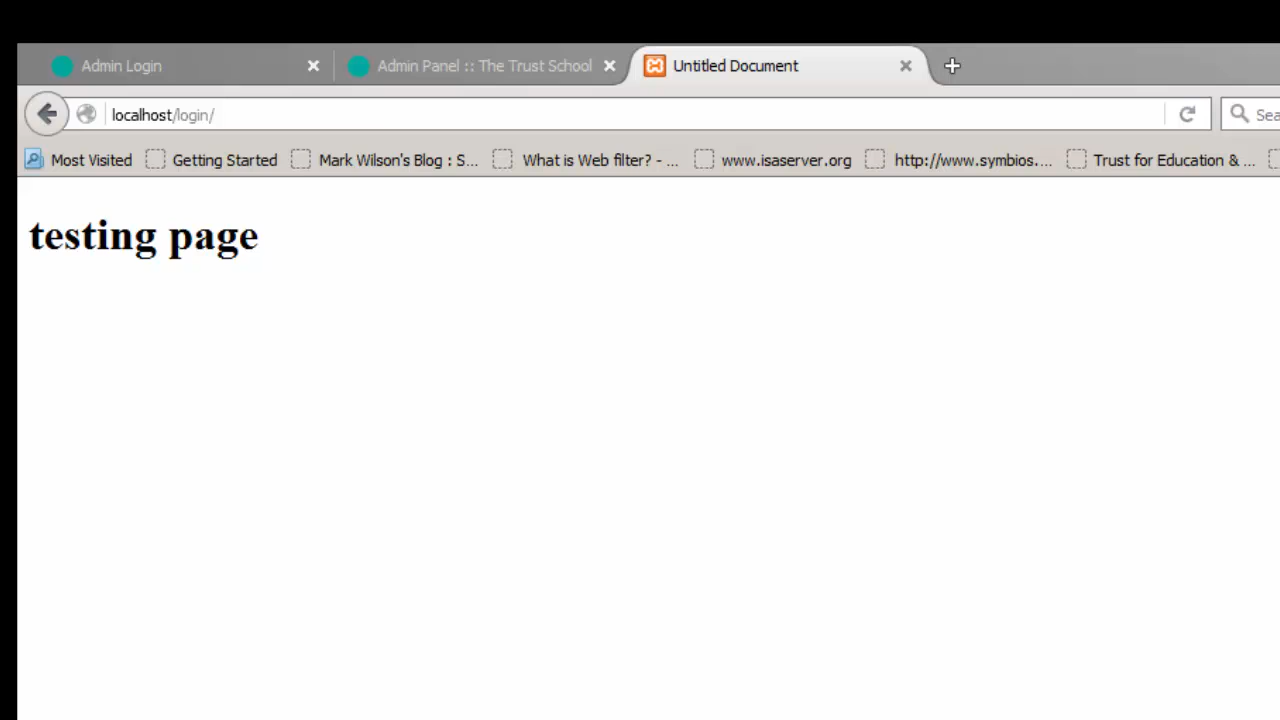 Admin Login
Admin Panel :: The Trust School
Untitled Document
localhost/login/
Sea
Most Visited Getting Started Mark Wilson's Blog : S... What is Web filter? - ... www.isaserver.org http://www.symbios.... Trust for Education & ...
testing page